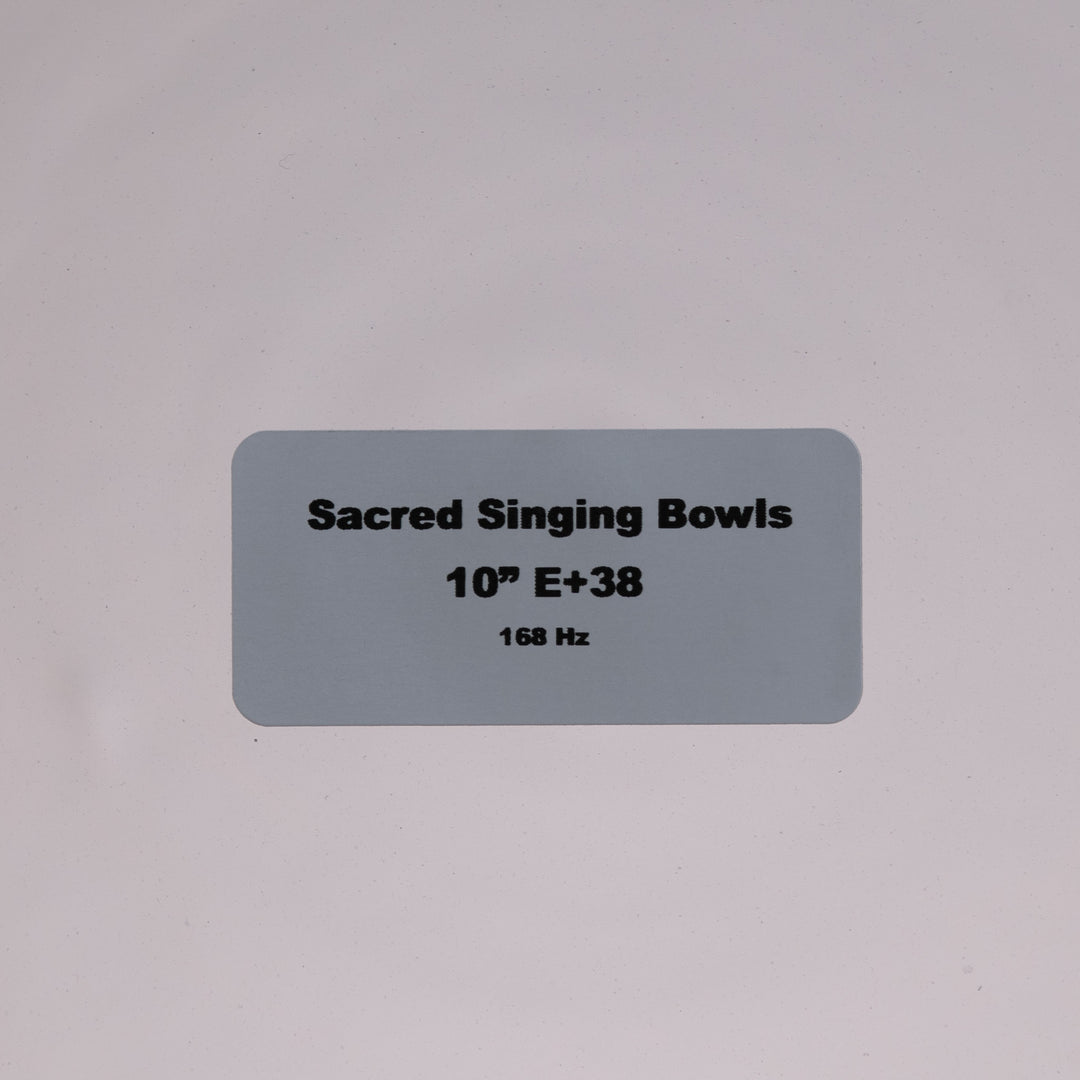 Sacred Singing Bowls
10” E+38
168 Hz